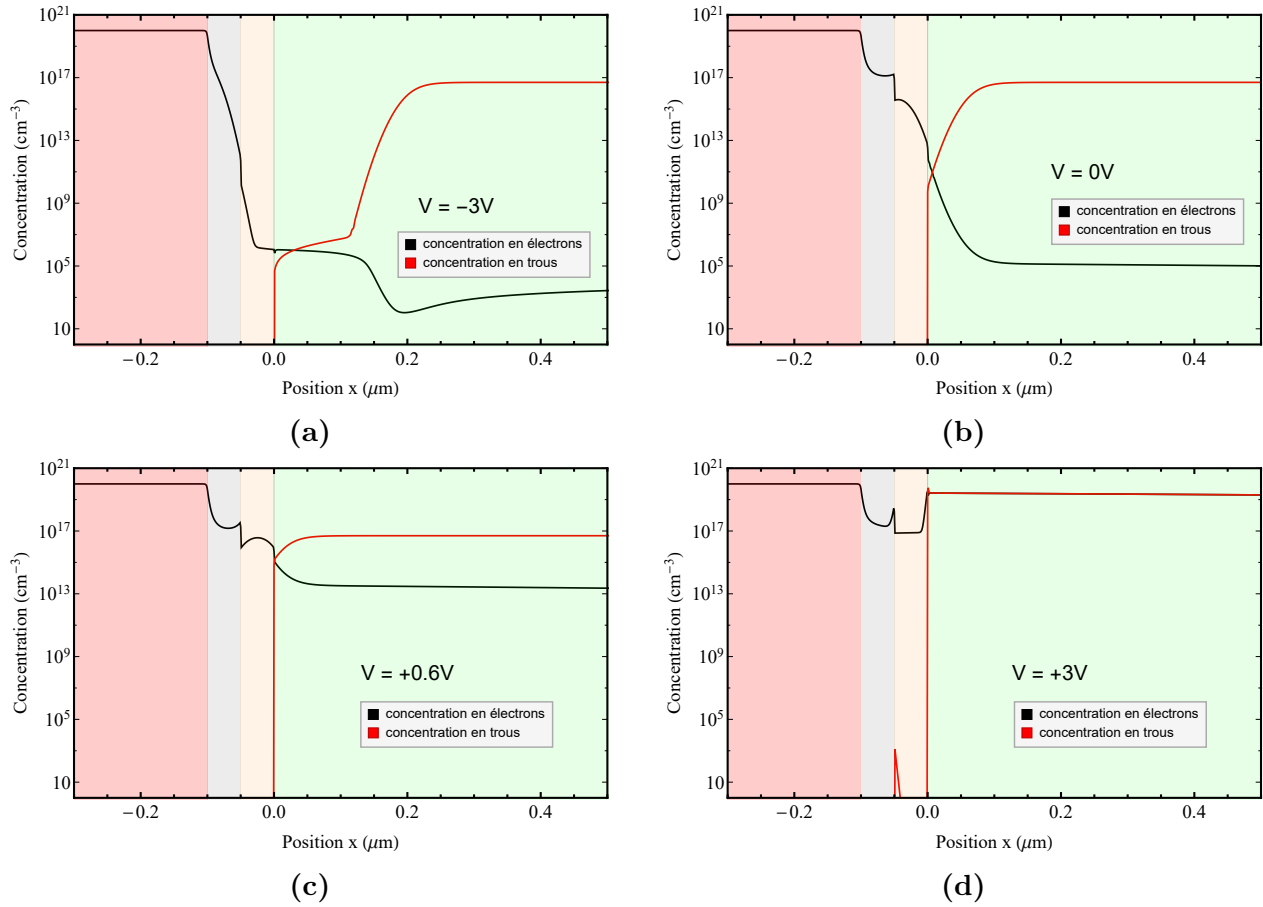 10^21
10^17
10^13
10^9
10^5
10
Concentration (cm^−3)
V = −3V
concentration en électrons
concentration en trous
−0.2
0.0
0.2
0.4
Position x (μm)
(a)
10^21
10^17
10^13
10^9
10^5
10
Concentration (cm^−3)
V = 0V
concentration en électrons
concentration en trous
−0.2
0.0
0.2
0.4
Position x (μm)
(b)
10^21
10^17
10^13
10^9
10^5
10
Concentration (cm^−3)
V = +0.6V
concentration en électrons
concentration en trous
−0.2
0.0
0.2
0.4
Position x (μm)
(c)
10^21
10^17
10^13
10^9
10^5
10
Concentration (cm^−3)
V = +3V
concentration en électrons
concentration en trous
−0.2
0.0
0.2
0.4
Position x (μm)
(d)